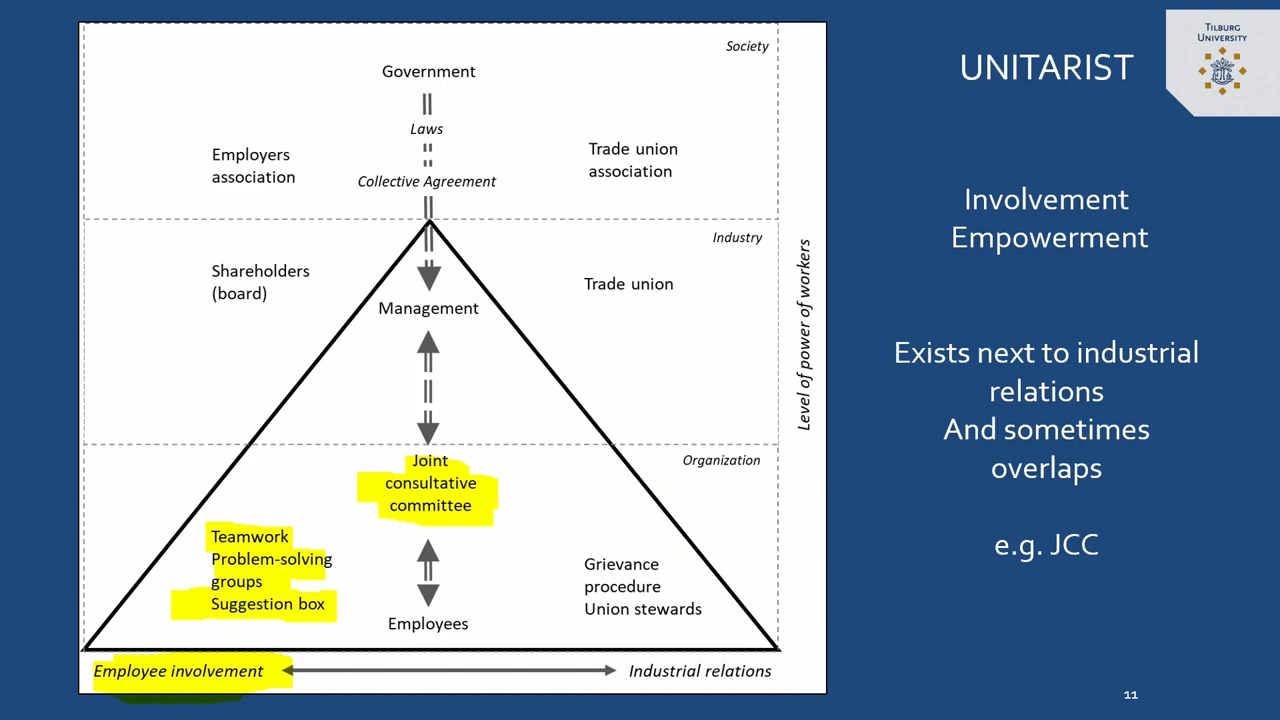 Society
Government
Laws
Employers
association
Collective Agreement
Trade union
association
Industry
Shareholders
(board)
Management
Trade union
Level of power of workers
Organization
Joint
consultative
committee
Teamwork
Problem-solving
groups
Suggestion box
Employees
Grievance
procedure
Union stewards
Employee involvement
Industrial relations
UNITARIST
TILBURG
UNIVERSITY
Involvement
Empowerment
Exists next to industrial
relations
And sometimes
overlaps
e.g. JCC
11